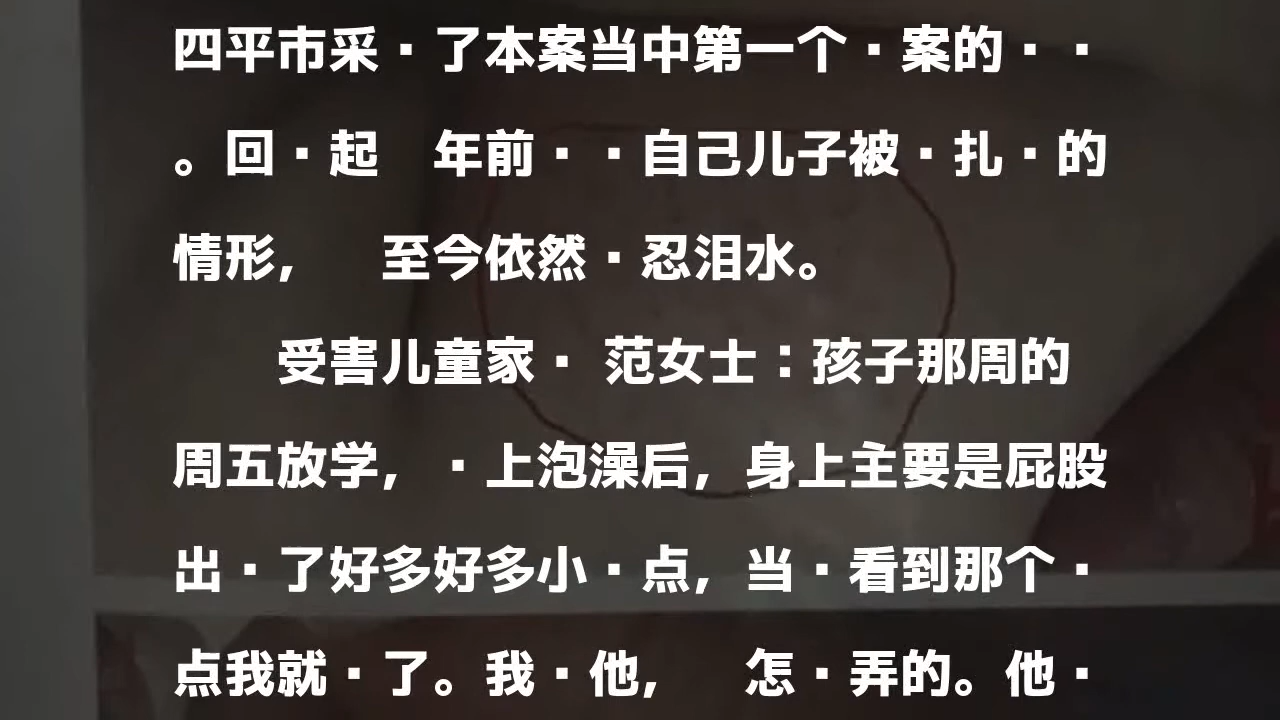 四平市采·了本案当中第一个·案的··
。回·起　年前··自己儿子被·扎·的
情形,　至今依然·忍泪水。
受害儿童家· 范女士：孩子那周的
周五放学，·上泡澡后，身上主要是屁股
出·了好多好多小·点，当·看到那个·
点我就·了。我·他,　怎·弄的。他·